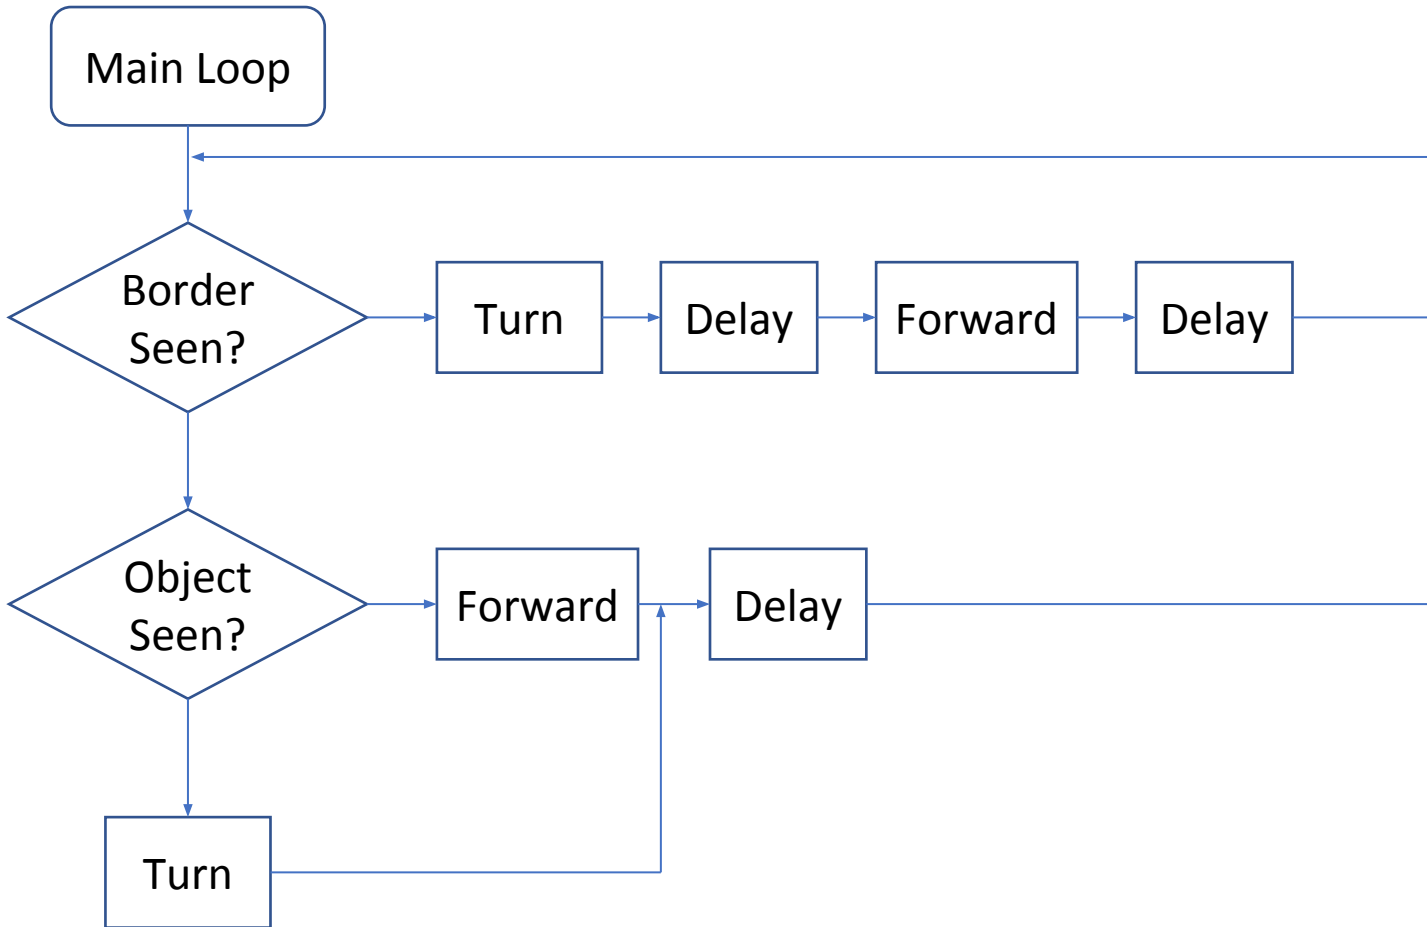 Main Loop
Border
Seen?
Turn
Delay
Forward
Delay
Object
Seen?
Forward
Delay
Turn